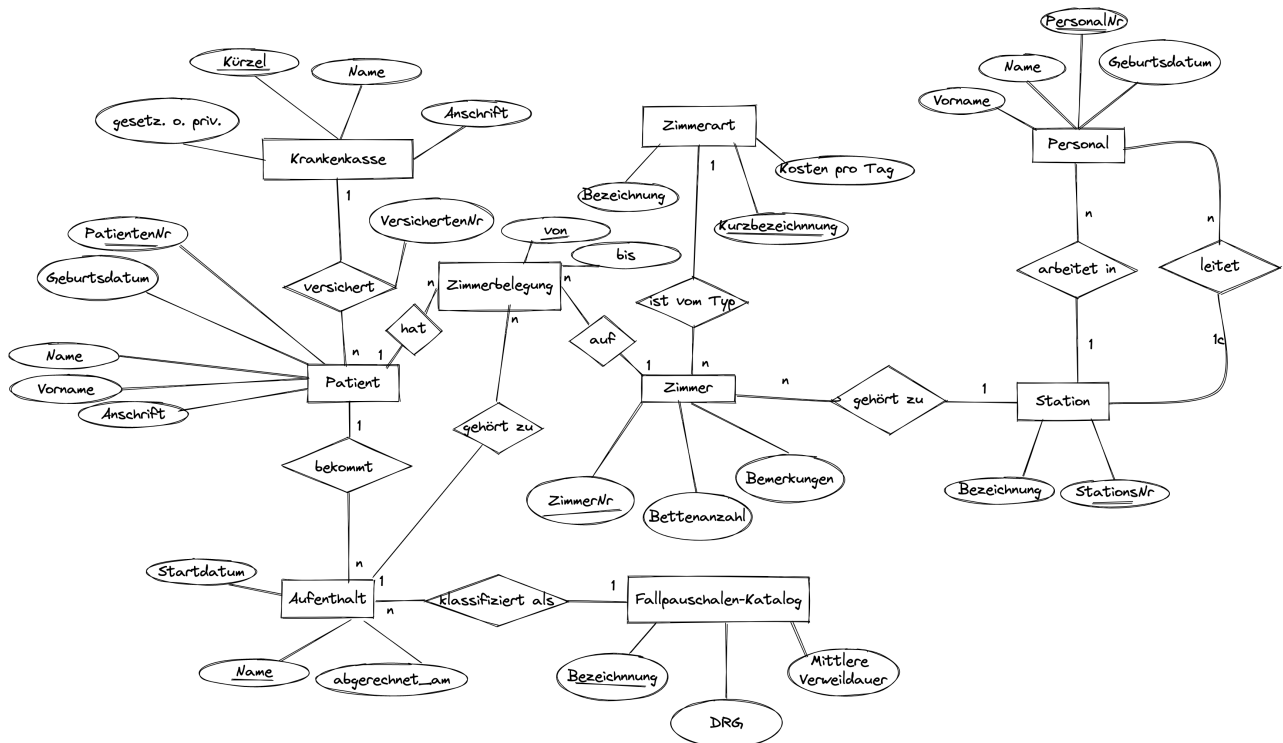 PersonalNr
Kürzel
Name
Name
Geburtsdatum
gesetz. o. priv.
Anschrift
Vorname
Zimmerart
Krankenkasse
Personal
1
1
Kosten pro Tag
Bezeichnung
VersichertenNr
Kurzbezeichnnung
PatientenNr
von
n
n
bis
Geburtsdatum
versichert
n
Zimmerbelegung
n
arbeitet in
leitet
ist vom Typ
n
hat
auf
1
1c
Name
n
1
1
n
Patient
Zimmer
n
gehört zu
1
Station
Vorname
Anschrift
1
gehört zu
bekommt
Bemerkungen
ZimmerNr
Bezeichnung
StationsNr
Bettenanzahl
n
Startdatum
1
Aufenthalt
n
klassifiziert als
1
Fallpauschalen-Katalog
Name
abgerechnet_am
Bezeichnnung
Mittlere
Verweildauer
DRG